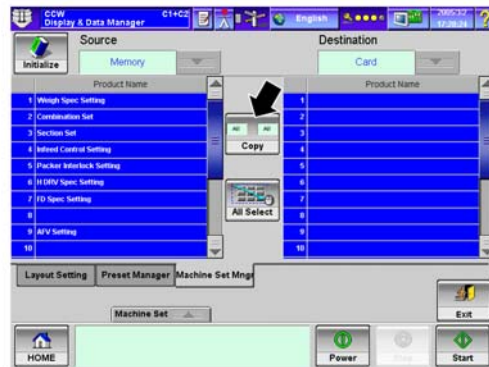 CCW
Display & Data Manager
C1+C2
English
2005.3.2
17:28:24
?
Source
Destination
Initialize
Memory
Card
Product Name
Product Name
1 Weigh Spec Setting
2 Combination Set
3 Section Set
4 Infeed Control Setting
5 Packer Interlock Setting
6 H DRV Spec Setting
7 FD Spec Setting
8
9 AFV Setting
10
Copy
All Select
1
2
3
4
5
6
7
8
9
10
Layout Setting
Preset Manager
Machine Set Mngr
Machine Set
Exit
HOME
Power
Start